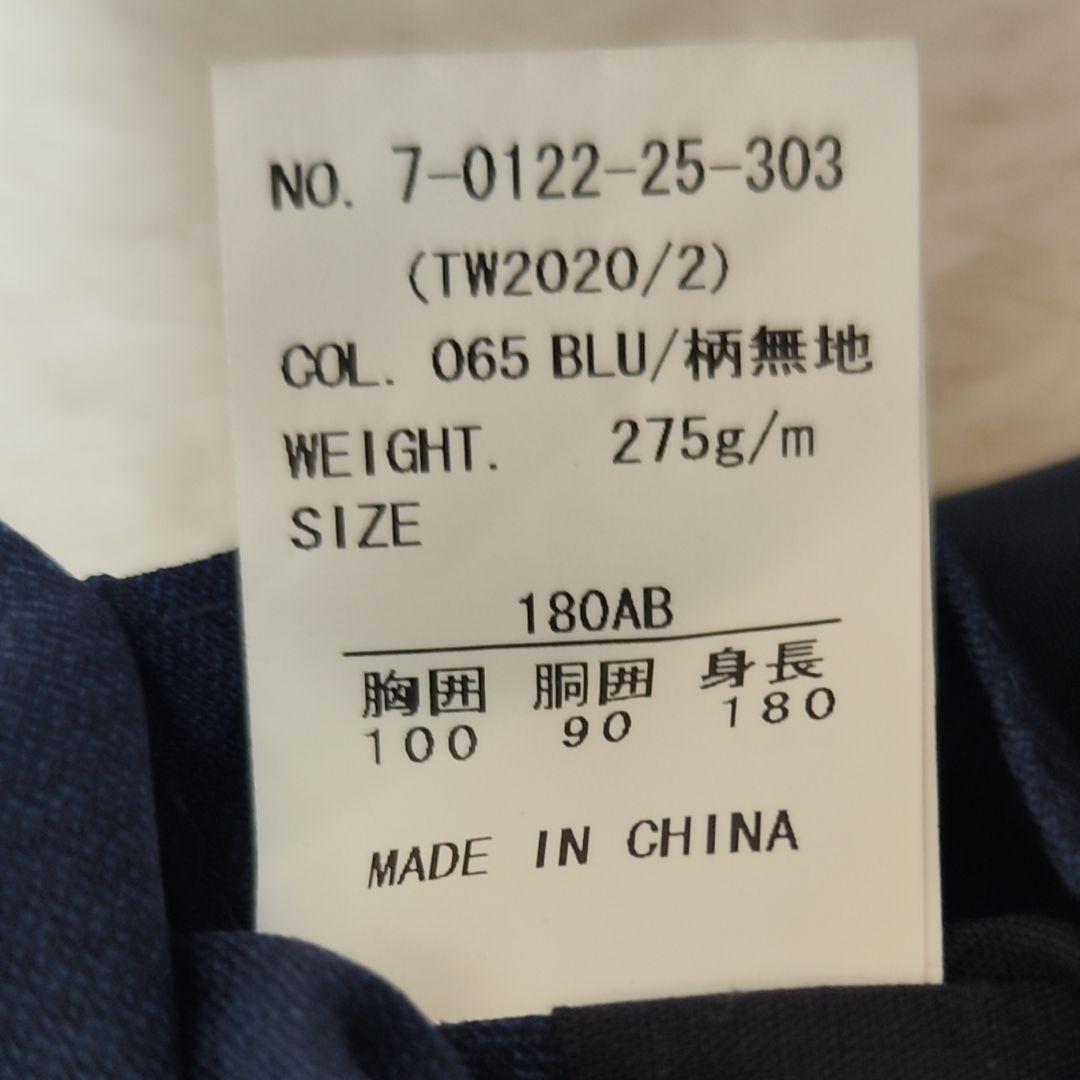 NO. 7-0122-25-303
(TW2020/2)
COL. 065 BLU/柄無地
WEIGHT. 275g/m
SIZE
180AB
胸囲 胴囲 身長
100 90 180
MADE IN CHINA